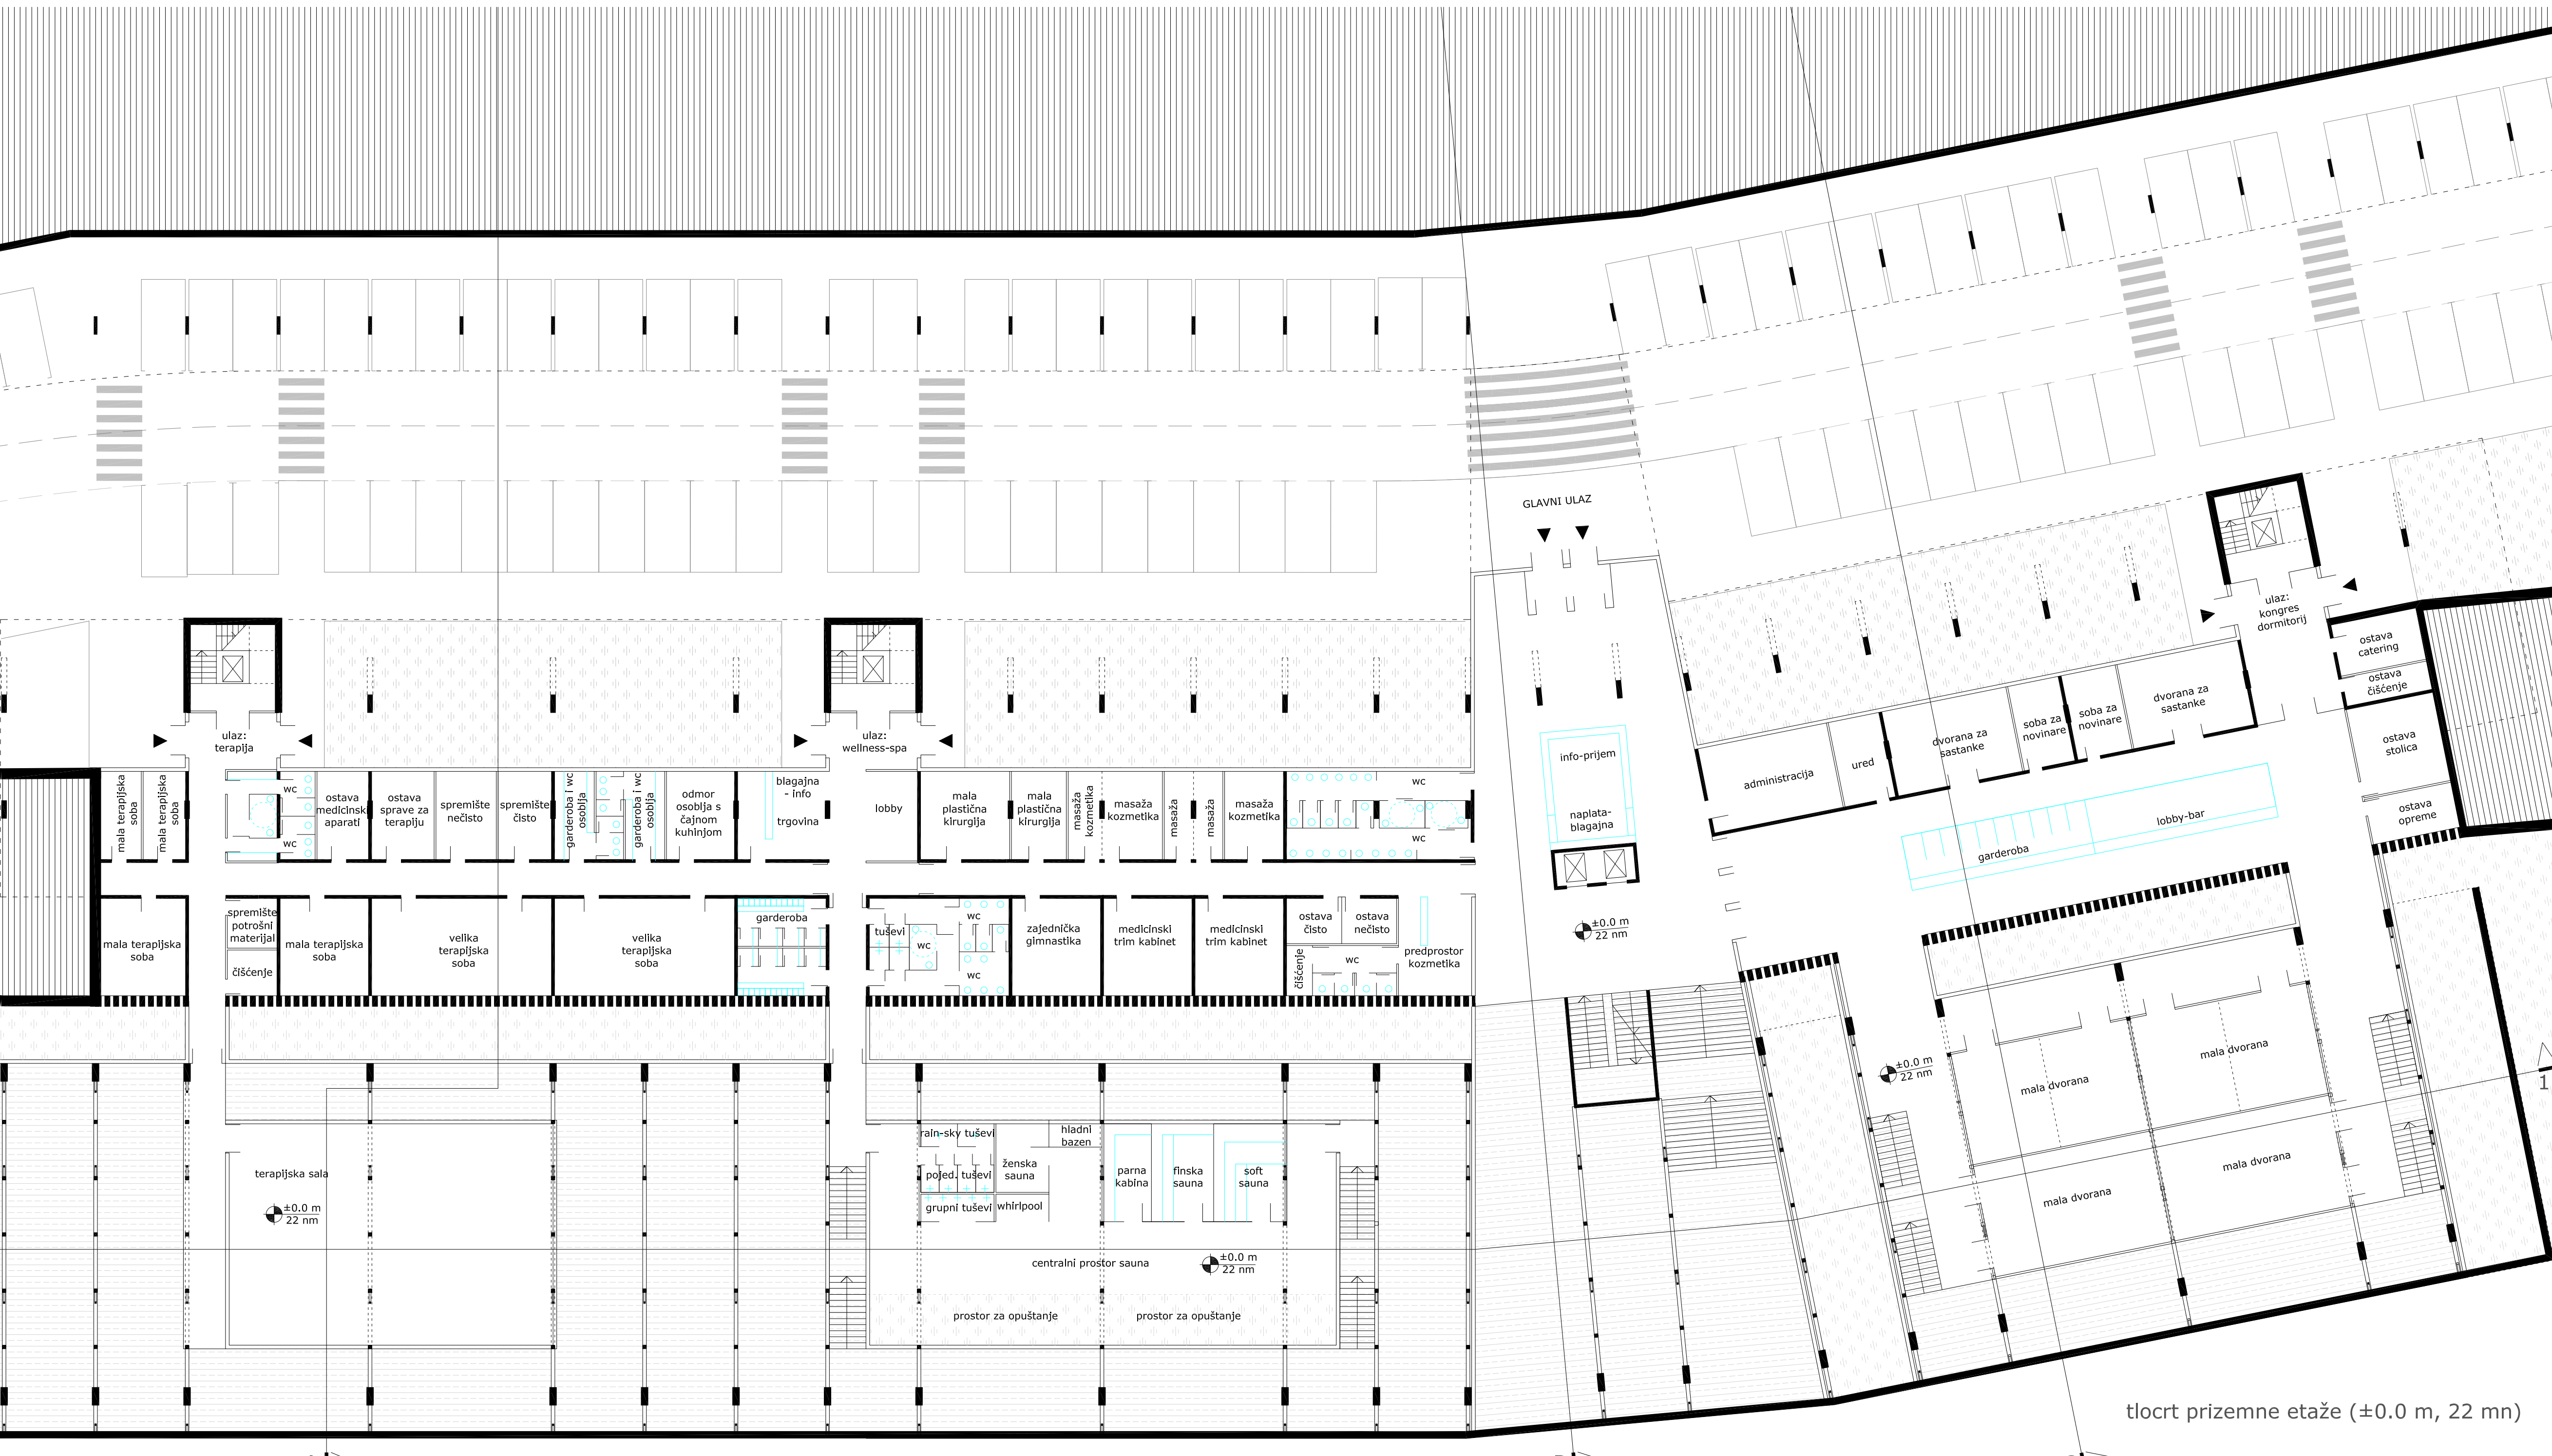 GLAVNI ULAZ
ulaz:
kongres
dormitorij
ostava
catering
ostava
čišćenje
ostava
stolica
ostava
opreme
dvorana za
sastanke
soba za
novinare
soba za
novinare
dvorana za
sastanke
ured
administracija
info-prijem
naplata-
blagajna
lobby-bar
garderoba
±0.0 m
22 nm
ulaz:
terapija
ulaz:
wellness-spa
mala terapijska
soba
mala terapijska
soba
wc
wc
ostava
medicinski
aparati
ostava
sprave za
terapiju
spremište
nečisto
spremište
čisto
garderoba i wc
osoblja
garderoba i wc
osoblja
odmor
osoblja s
čajnom
kuhinjom
blagajna
- info
trgovina
lobby
mala
plastična
kirurgija
mala
plastična
kirurgija
masaža
kozmetika
masaža
kozmetika
masaža
masaža
masaža
kozmetika
wc
wc
mala terapijska
soba
spremište
potrošni
materijal
čišćenje
mala terapijska
soba
velika
terapijska
soba
velika
terapijska
soba
garderoba
tuševi
wc
wc
wc
zajednička
gimnastika
medicinski
trim kabinet
medicinski
trim kabinet
ostava
čisto
ostava
nečisto
čišćenje
wc
predprostor
kozmetika
terapijska sala
±0.0 m
22 nm
rain-sky tuševi
pojed. tuševi
grupni tuševi
ženska
sauna
whirlpool
hladni
bazen
parna
kabina
finska
sauna
soft
sauna
centralni prostor sauna
±0.0 m
22 nm
prostor za opuštanje
prostor za opuštanje
±0.0 m
22 nm
mala dvorana
mala dvorana
mala dvorana
mala dvorana
1
tlocrt prizemne etaže (±0.0 m, 22 mn)